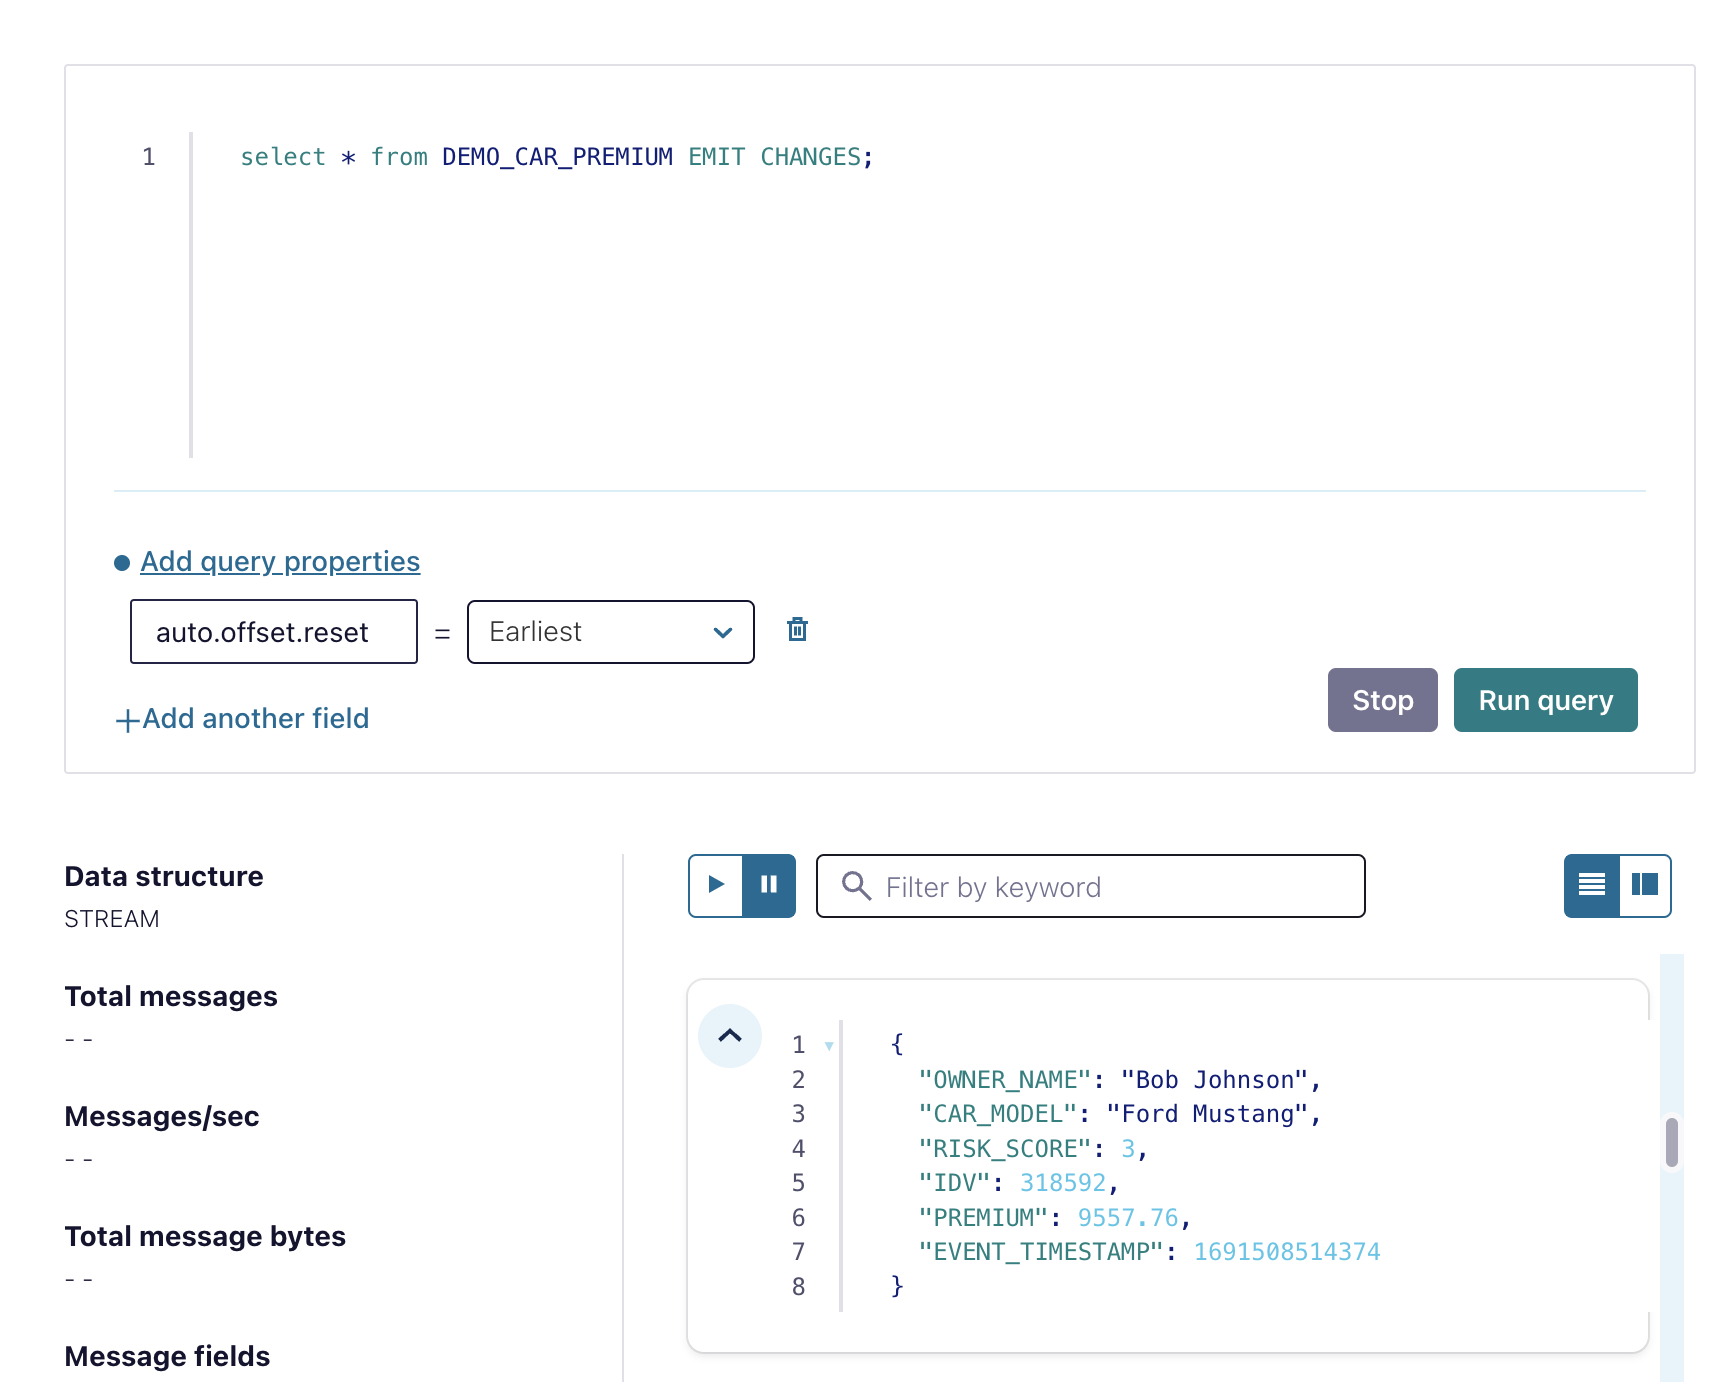 1 select * from DEMO_CAR_PREMIUM EMIT CHANGES;
Add query properties
auto.offset.reset = Earliest
+Add another field
Stop Run query
Data structure
STREAM
Total messages
--
Messages/sec
--
Total message bytes
--
Message fields
Filter by keyword
1 {
2 "OWNER_NAME": "Bob Johnson",
3 "CAR_MODEL": "Ford Mustang",
4 "RISK_SCORE": 3,
5 "IDV": 318592,
6 "PREMIUM": 9557.76,
7 "EVENT_TIMESTAMP": 1691508514374
8 }